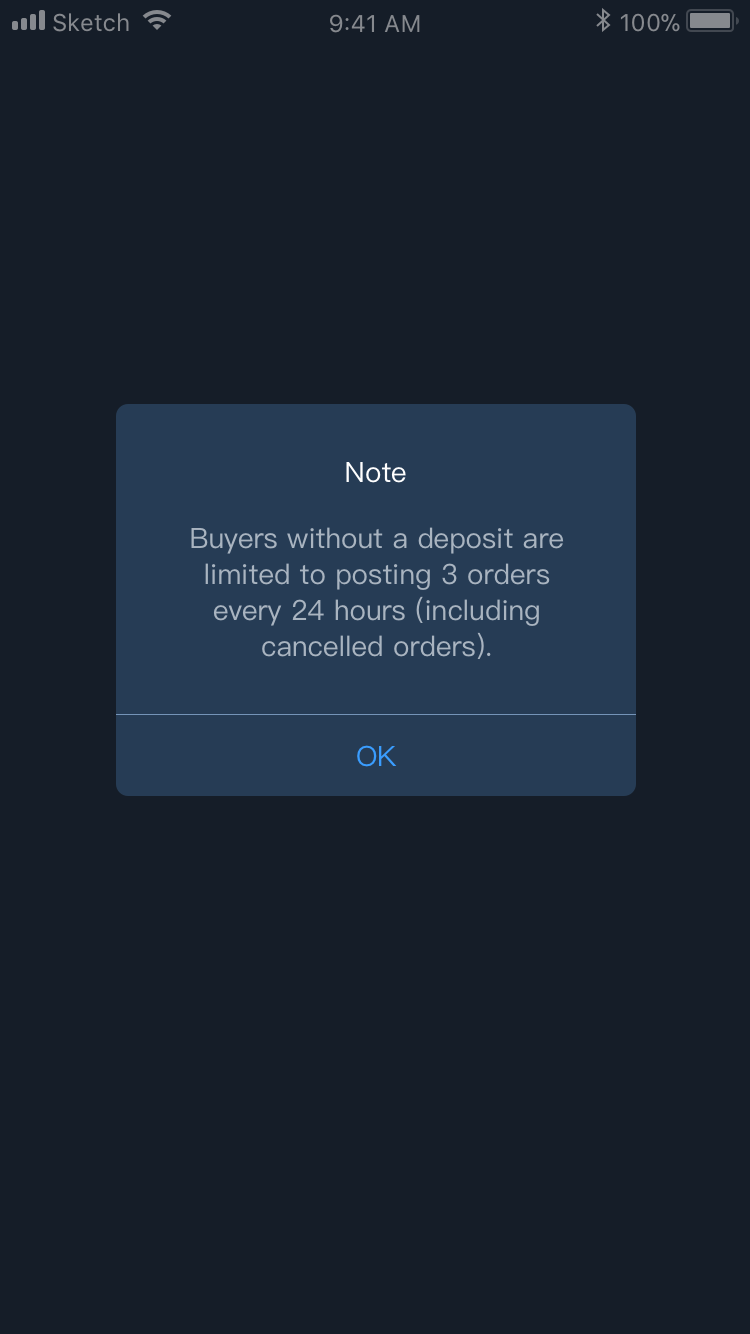 Sketch 9:41 AM 100%
Note
Buyers without a deposit are
limited to posting 3 orders
every 24 hours (including
cancelled orders).
OK